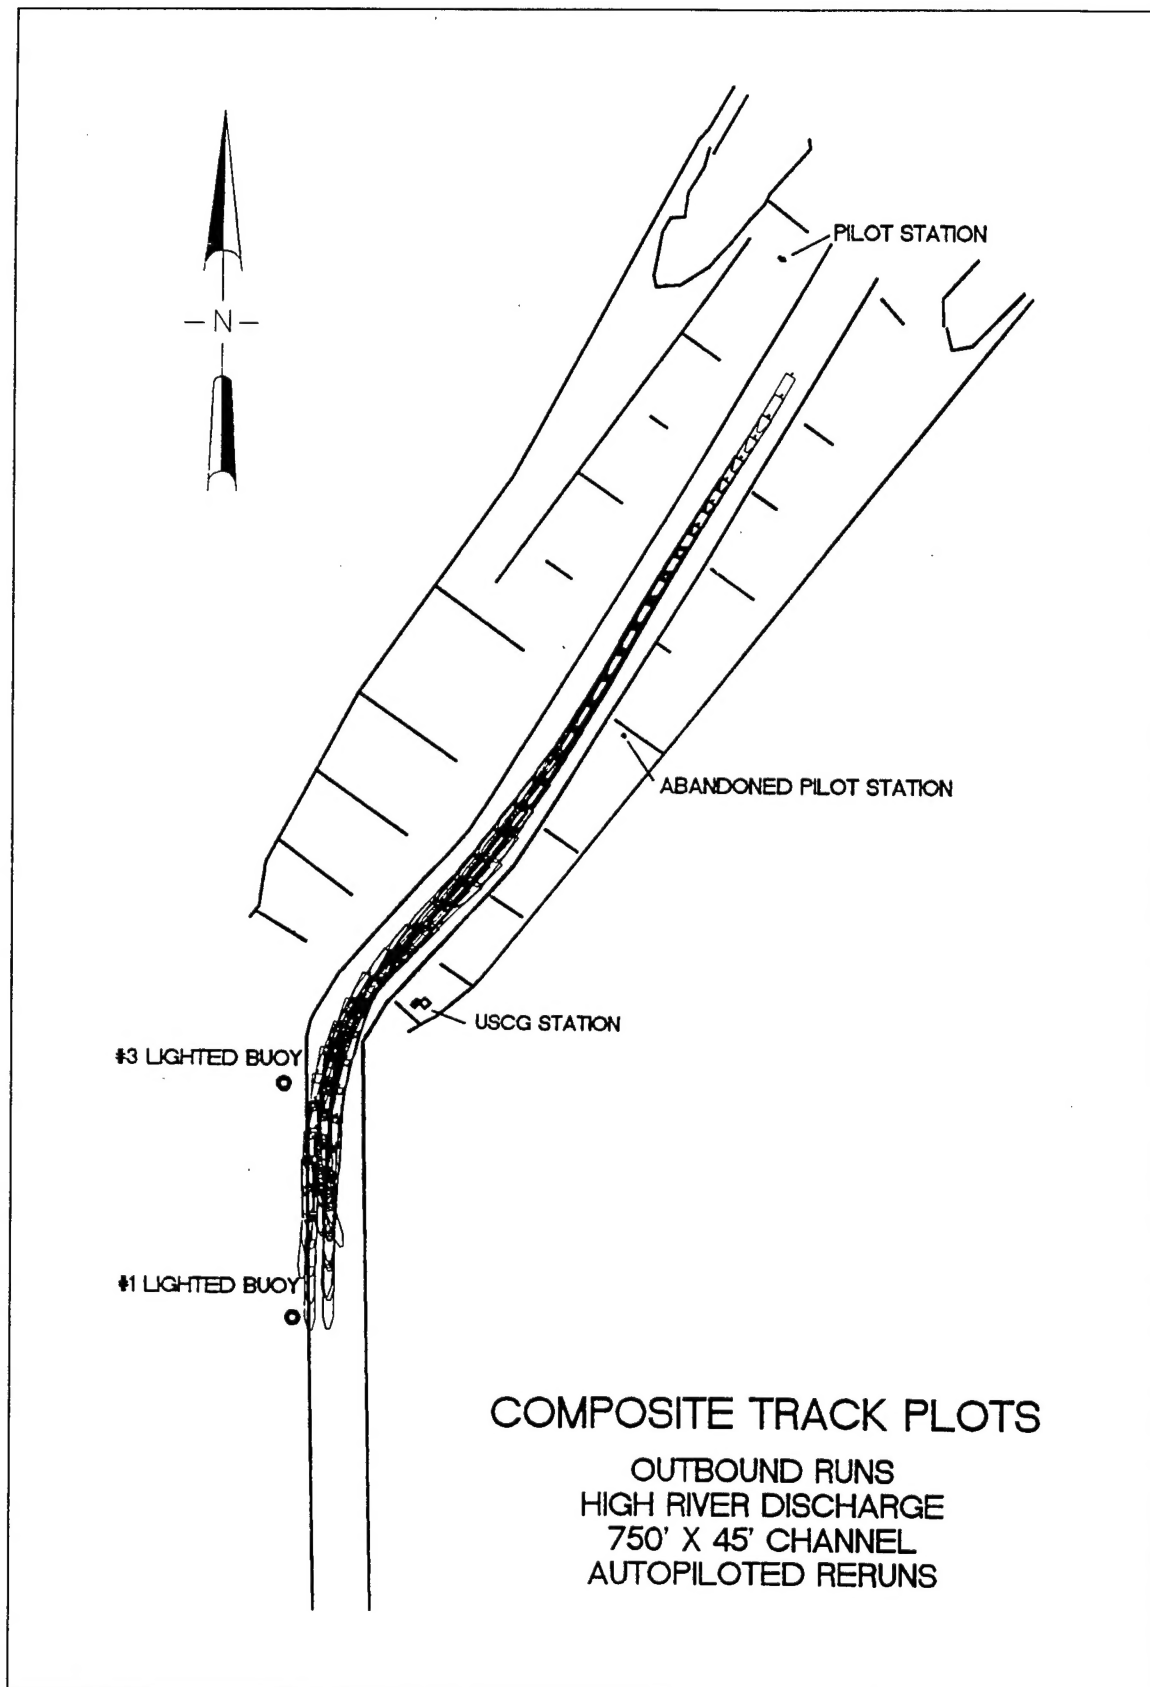 PILOT STATION
-N-
ABANDONED PILOT STATION
USCG STATION
#3 LIGHTED BUOY
#1 LIGHTED BUOY
COMPOSITE TRACK PLOTS
OUTBOUND RUNS
HIGH RIVER DISCHARGE
750' X 45' CHANNEL
AUTOPILOTED RERUNS